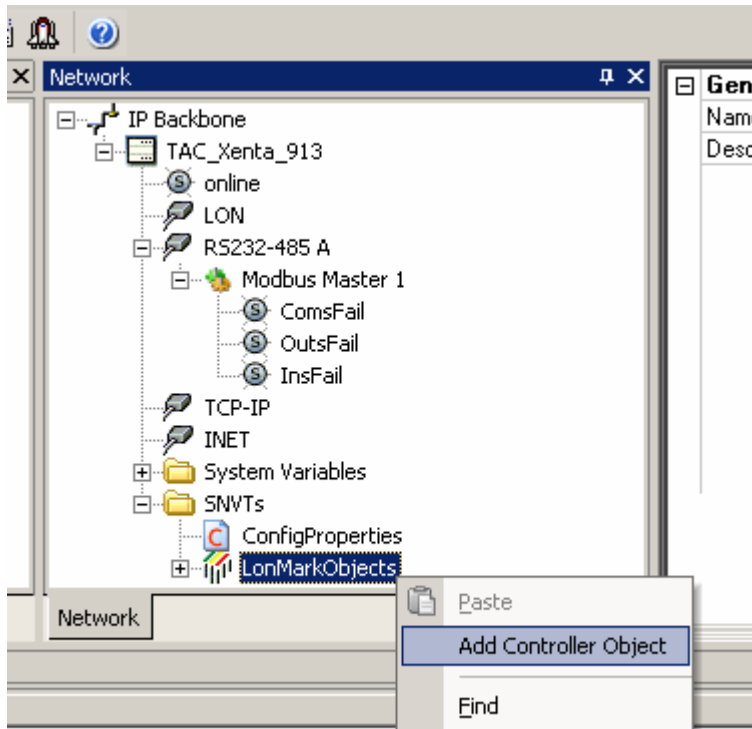 Network
IP Backbone
TAC_Xenta_913
online
LON
RS232-485 A
Modbus Master 1
ComsFail
OutsFail
InsFail
TCP-IP
INET
System Variables
SNVTs
ConfigProperties
LonMarkObjects
Network
Paste
Add Controller Object
Find
Gen
Nam
Desc